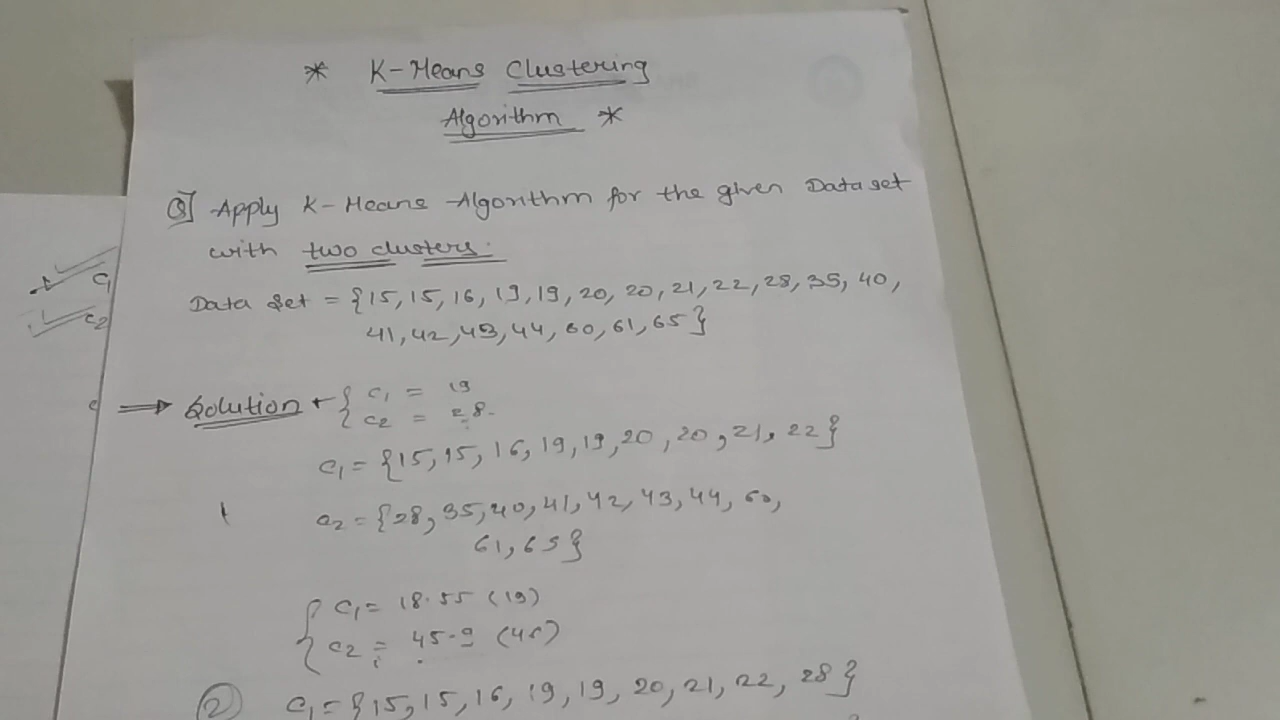 * K-Means Clustering
Algorithm *
Q] Apply K-Means Algorithm for the given Data set
with two clusters.
Data Set = {15, 15, 16, 19, 19, 20, 20, 21, 22, 28, 35, 40,
41, 42, 43, 44, 60, 61, 65}
C1
C2
⇒ Solution { C1 = 19
C2 = 28.
C1 = {15, 15, 16, 19, 19, 20, 20, 21, 22}
C2 = {28, 35, 40, 41, 42, 43, 44, 60,
61, 65}
{ C1 = 18.55 (19)
C2 = 45.9
② C1 = {15, 15, 16, 19, 19, 20, 21, 22, 28}